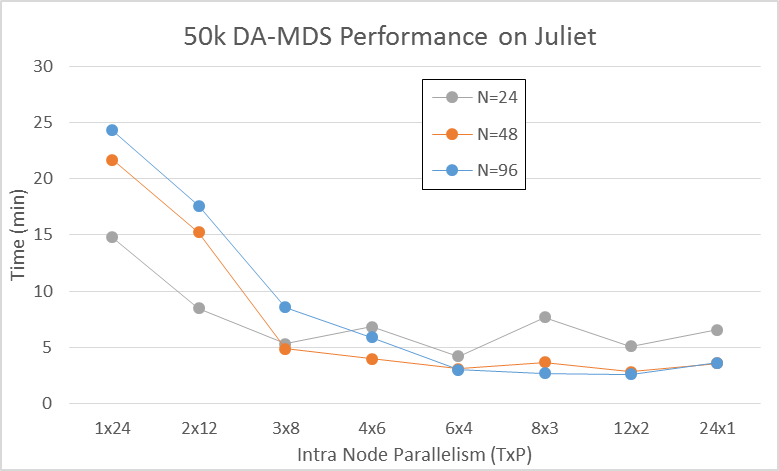 50k DA-MDS Performance on Juliet
30
25
20
15
10
5
0
Time (min)
N=24
N=48
N=96
1x24 2x12 3x8 4x6 6x4 8x3 12x2 24x1
Intra Node Parallelism (TxP)